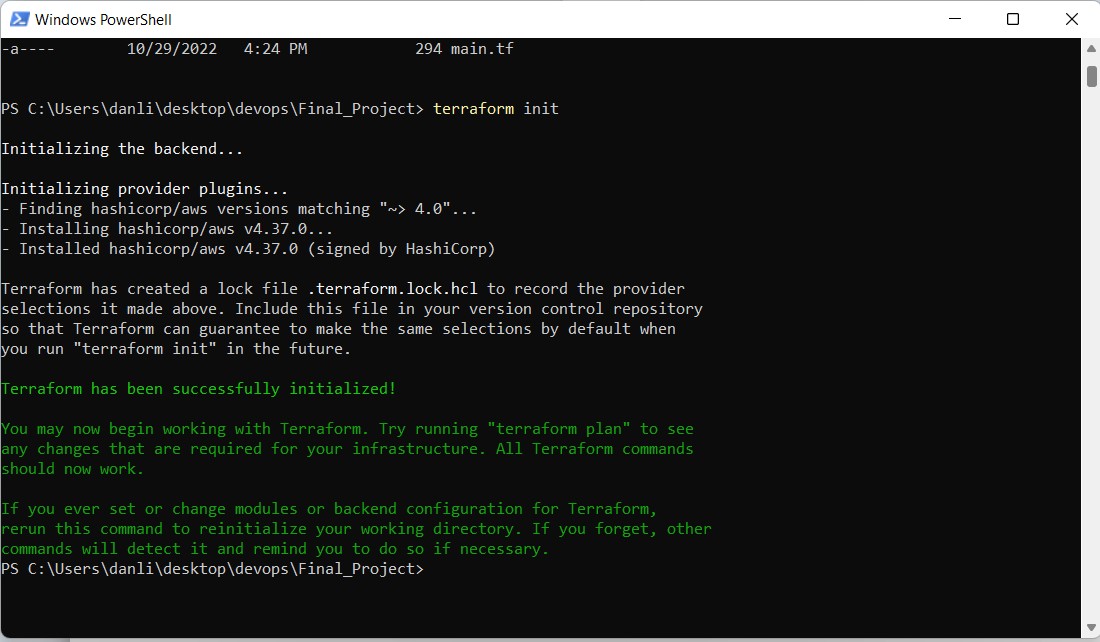 Windows PowerShell
-a---- 10/29/2022 4:24 PM 294 main.tf
PS C:\Users\danli\desktop\devops\Final_Project> terraform init
Initializing the backend...
Initializing provider plugins...
- Finding hashicorp/aws versions matching "~> 4.0"...
- Installing hashicorp/aws v4.37.0...
- Installed hashicorp/aws v4.37.0 (signed by HashiCorp)
Terraform has created a lock file .terraform.lock.hcl to record the provider
selections it made above. Include this file in your version control repository
so that Terraform can guarantee to make the same selections by default when
you run "terraform init" in the future.
Terraform has been successfully initialized!
You may now begin working with Terraform. Try running "terraform plan" to see
any changes that are required for your infrastructure. All Terraform commands
should now work.
If you ever set or change modules or backend configuration for Terraform,
rerun this command to reinitialize your working directory. If you forget, other
commands will detect it and remind you to do so if necessary.
PS C:\Users\danli\desktop\devops\Final_Project>